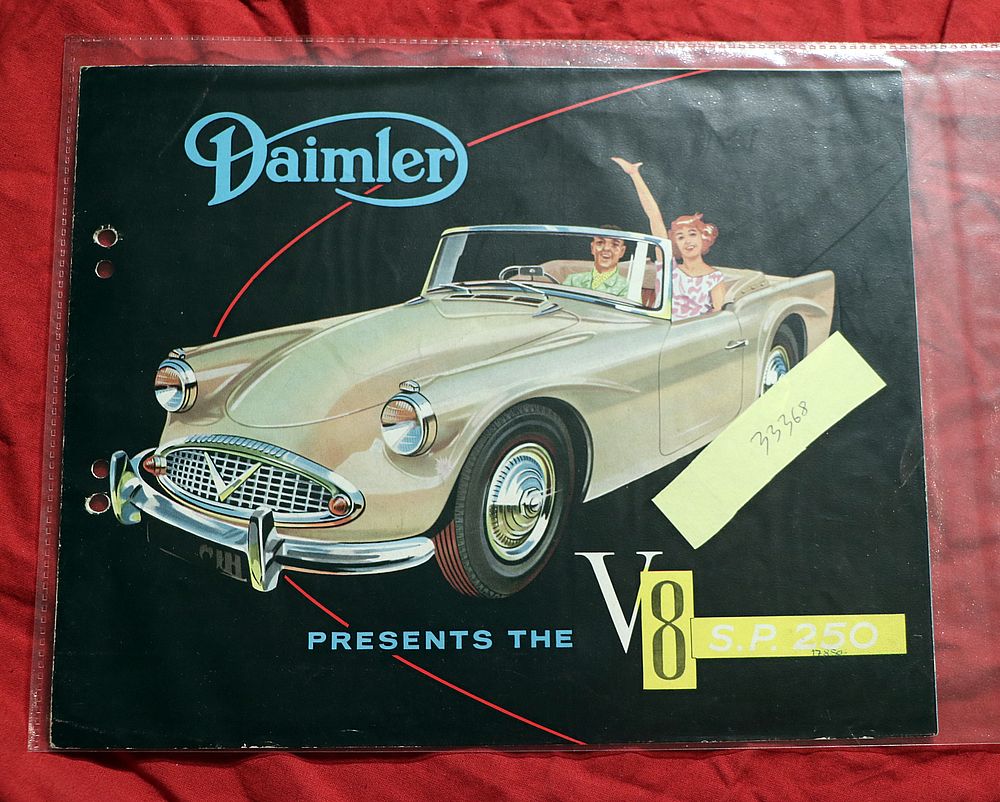 Daimler
33368
PRESENTS THE
V8
S.P. 250